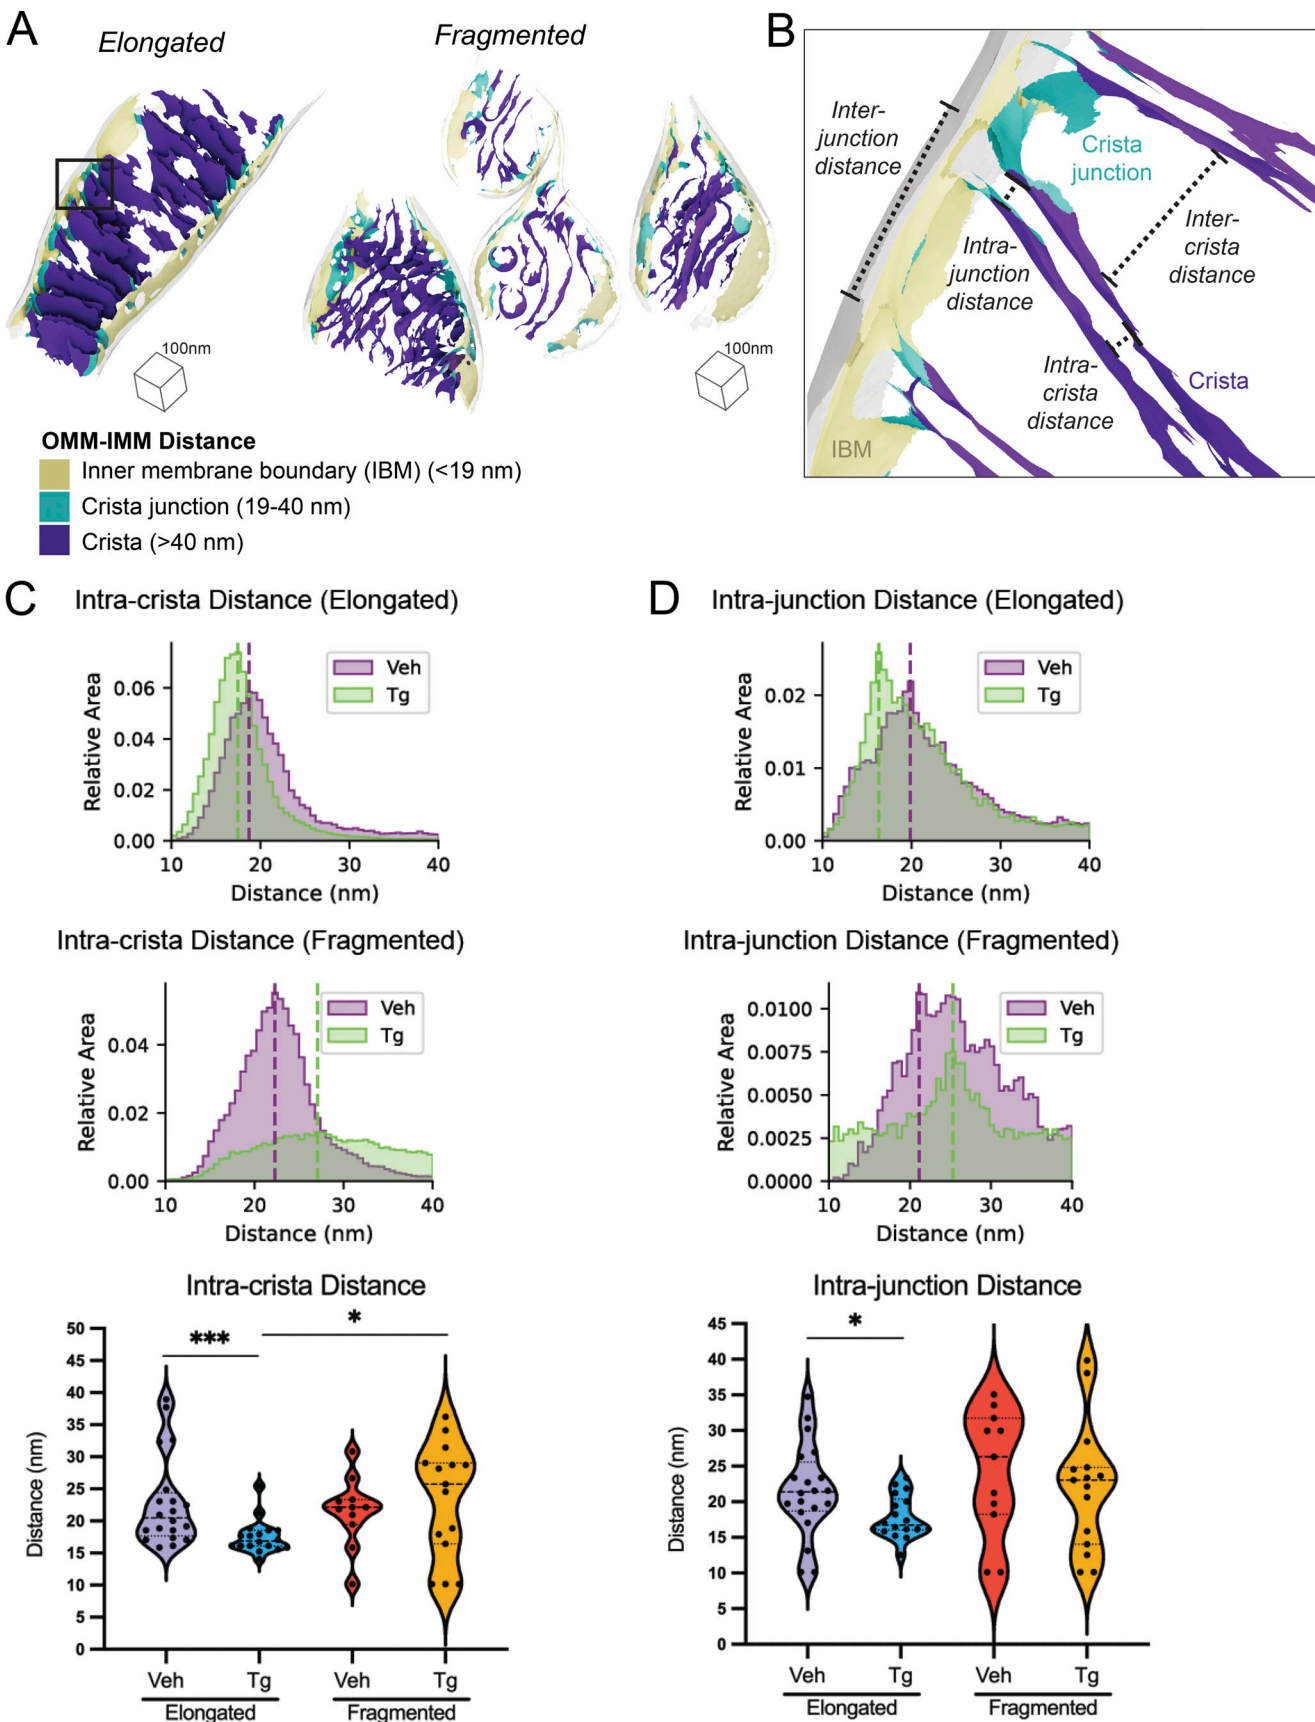 A
Elongated
Fragmented
100nm
100nm
OMM-IMM Distance
Inner membrane boundary (IBM) (<19 nm)
Crista junction (19-40 nm)
Crista (>40 nm)
B
Inter-
junction
distance
Crista
junction
Inter-
crista
distance
Intra-
junction
distance
Intra-
crista
distance
Crista
IBM
C
Intra-crista Distance (Elongated)
Relative Area
0.06
0.04
0.02
0.00
Veh
Tg
10 20 30 40
Distance (nm)
Intra-crista Distance (Fragmented)
Relative Area
0.04
0.02
0.00
Veh
Tg
10 20 30 40
Distance (nm)
Intra-crista Distance
Distance (nm)
50
45
40
35
30
25
20
15
10
5
0
***
*
Veh Tg Veh Tg
Elongated Fragmented
D
Intra-junction Distance (Elongated)
Relative Area
0.02
0.01
0.00
Veh
Tg
10 20 30 40
Distance (nm)
Intra-junction Distance (Fragmented)
Relative Area
0.0100
0.0075
0.0050
0.0025
0.0000
Veh
Tg
10 20 30 40
Distance (nm)
Intra-junction Distance
Distance (nm)
45
40
35
30
25
20
15
10
5
0
*
Veh Tg Veh Tg
Elongated Fragmented